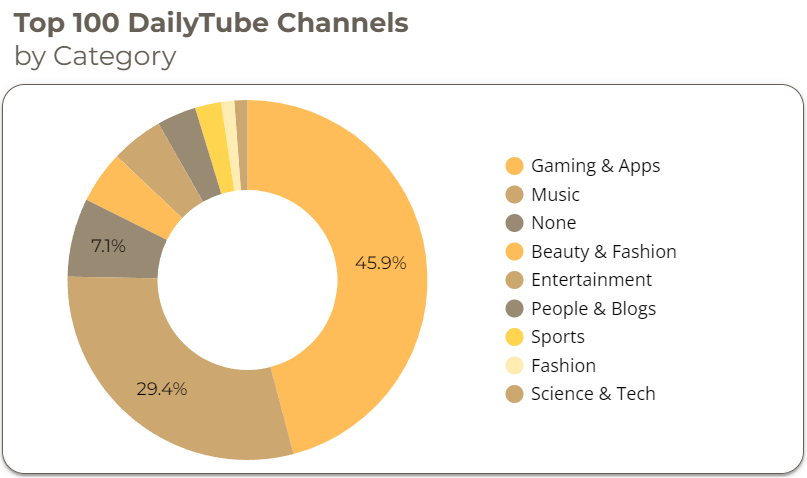 Top 100 DailyTube Channels
by Category
7.1%
45.9%
29.4%
Gaming & Apps
Music
None
Beauty & Fashion
Entertainment
People & Blogs
Sports
Fashion
Science & Tech